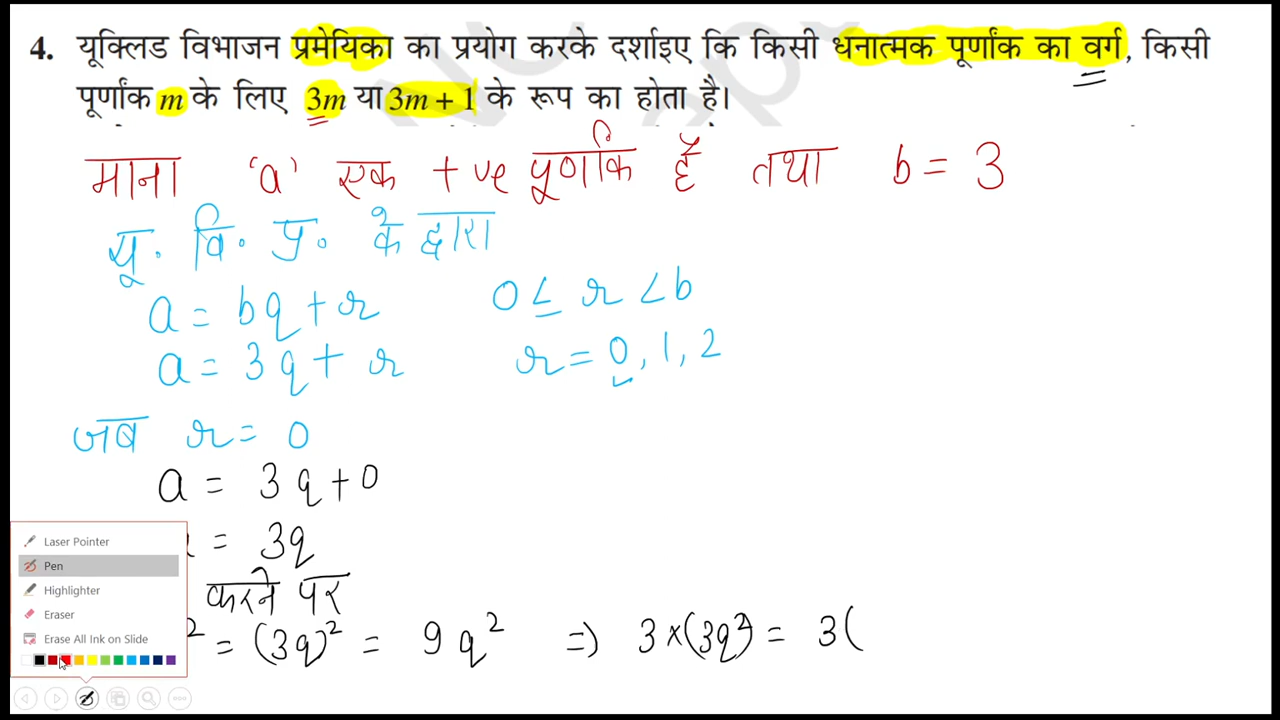 4. यूक्लिड विभाजन प्रमेयिका का प्रयोग करके दर्शाइए कि किसी धनात्मक पूर्णांक का वर्ग, किसी
पूर्णांक m के लिए 3m या 3m + 1 के रूप का होता है।
माना 'a' एक +ve पूर्णांक है तथा b = 3
यू. वि. प्र. के द्वारा
a = bq + r 0 ≤ r < b
a = 3q + r r = 0, 1, 2
जब r = 0
a = 3q + 0
= 3q
करने पर
² = (3q)² = 9q² => 3×(3q²) = 3(
Laser Pointer
Pen
Highlighter
Eraser
Erase All Ink on Slide